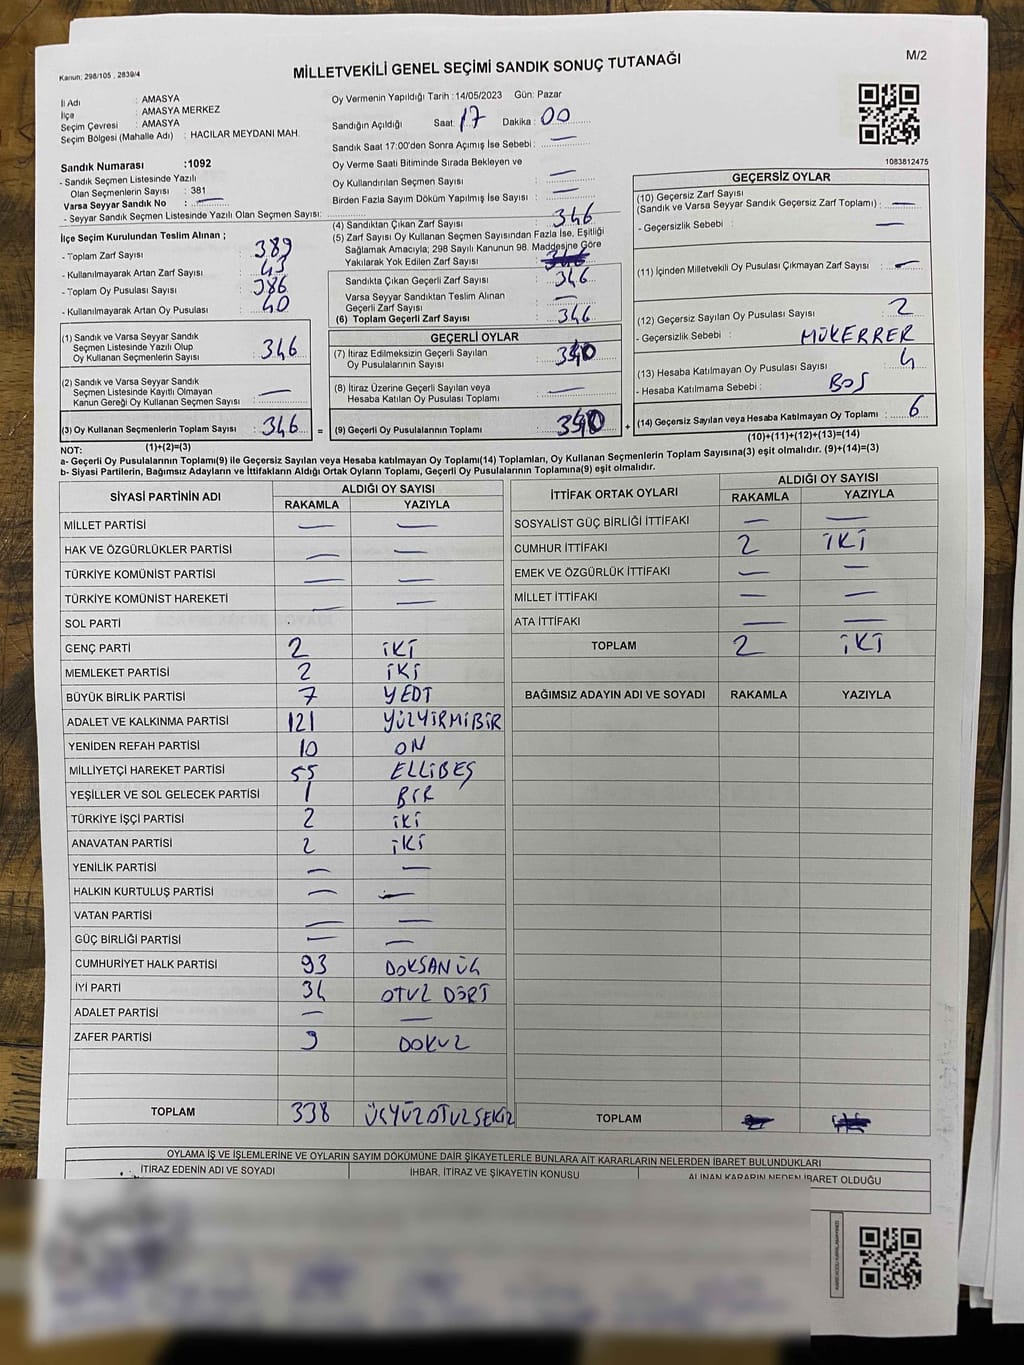 Kanun: 298/105 , 2839/4
MİLLETVEKİLİ GENEL SEÇİMİ SANDIK SONUÇ TUTANAĞI
M/2
İl Adı : AMASYA
İlçe : AMASYA MERKEZ
Seçim Çevresi : AMASYA
Seçim Bölgesi (Mahalle Adı) : HACILAR MEYDANI MAH.
Sandık Numarası :1092
- Sandık Seçmen Listesinde Yazılı
Olan Seçmenlerin Sayısı : 381
Varsa Seyyar Sandık No : —
- Seyyar Sandık Seçmen Listesinde Yazılı Olan Seçmen Sayısı:
İlçe Seçim Kurulundan Teslim Alınan ;
- Toplam Zarf Sayısı : 389
- Kullanılmayarak Artan Zarf Sayısı : 43
- Toplam Oy Pusulası Sayısı : 386
- Kullanılmayarak Artan Oy Pusulası : 40
Oy Vermenin Yapıldığı Tarih :14/05/2023 Gün: Pazar
Sandığın Açıldığı Saat: 17 Dakika : 00
Sandık Saat 17:00'den Sonra Açımış İse Sebebi : —
Oy Verme Saati Bitiminde Sırada Bekleyen ve
Oy Kullandırılan Seçmen Sayısı : —
Birden Fazla Sayım Döküm Yapılmış İse Sayısı : —
(4) Sandıktan Çıkan Zarf Sayısı : 346
(5) Zarf Sayısı Oy Kullanan Seçmen Sayısından Fazla İse, Eşitliği
Sağlamak Amacıyla; 298 Sayılı Kanunun 98. Maddesine Göre
Yakılarak Yok Edilen Zarf Sayısı
Sandıkta Çıkan Geçerli Zarf Sayısı : 346
Varsa Seyyar Sandıktan Teslim Alınan
Geçerli Zarf Sayısı : —
(6) Toplam Geçerli Zarf Sayısı : 346
1083812475
GEÇERSİZ OYLAR
(10) Geçersiz Zarf Sayısı
(Sandık ve Varsa Seyyar Sandık Geçersiz Zarf Toplamı) : —
- Geçersizlik Sebebi : —
(11) İçinden Milletvekili Oy Pusulası Çıkmayan Zarf Sayısı : —
(12) Geçersiz Sayılan Oy Pusulası Sayısı : 2
- Geçersizlik Sebebi : MÜKERRER
(13) Hesaba Katılmayan Oy Pusulası Sayısı : 4
- Hesaba Katılmama Sebebi : BOŞ
(14) Geçersiz Sayılan veya Hesaba Katılmayan Oy Toplamı : 6
(10)+(11)+(12)+(13)=(14)
(1) Sandık ve Varsa Seyyar Sandık
Seçmen Listesinde Yazılı Olup
Oy Kullanan Seçmenlerin Sayısı : 346
(2) Sandık ve Varsa Seyyar Sandık
Seçmen Listesinde Kayıtlı Olmayan
Kanun Gereği Oy Kullanan Seçmen Sayısı : —
(3) Oy Kullanan Seçmenlerin Toplam Sayısı : 346 =
(1)+(2)=(3)
GEÇERLİ OYLAR
(7) İtiraz Edilmeksizin Geçerli Sayılan
Oy Pusulalarının Sayısı : 340
(8) İtiraz Üzerine Geçerli Sayılan veya
Hesaba Katılan Oy Pusulası Toplamı : —
(9) Geçerli Oy Pusulalarının Toplamı : 340 +
NOT:
a- Geçerli Oy Pusulalarının Toplamı(9) ile Geçersiz Sayılan veya Hesaba Katılmayan Oy Toplamı(14) Toplamları, Oy Kullanan Seçmenlerin Toplam Sayısına(3) eşit olmalıdır. (9)+(14)=(3)
b- Siyasi Partilerin, Bağımsız Adayların ve İttifakların Aldığı Ortak Oyların Toplamı, Geçerli Oy Pusulalarının Toplamına(9) eşit olmalıdır.
SİYASİ PARTİNİN ADI ALDIĞI OY SAYISI
RAKAMLA YAZIYLA
MİLLET PARTİSİ — —
HAK VE ÖZGÜRLÜKLER PARTİSİ — —
TÜRKİYE KOMÜNİST PARTİSİ — —
TÜRKİYE KOMÜNİST HAREKETİ — —
SOL PARTİ
GENÇ PARTİ 2 İKİ
MEMLEKET PARTİSİ 2 İKİ
BÜYÜK BİRLİK PARTİSİ 7 YEDİ
ADALET VE KALKINMA PARTİSİ 121 YÜZYİRMİBİR
YENİDEN REFAH PARTİSİ 10 ON
MİLLİYETÇİ HAREKET PARTİSİ 55 ELLİBEŞ
YEŞİLLER VE SOL GELECEK PARTİSİ 1 BİR
TÜRKİYE İŞÇİ PARTİSİ 2 İKİ
ANAVATAN PARTİSİ 2 İKİ
YENİLİK PARTİSİ — —
HALKIN KURTULUŞ PARTİSİ — —
VATAN PARTİSİ — —
GÜÇ BİRLİĞİ PARTİSİ — —
CUMHURİYET HALK PARTİSİ 93 DOKSAN ÜÇ
İYİ PARTİ 34 OTUZ DÖRT
ADALET PARTİSİ — —
ZAFER PARTİSİ 9 DOKUZ
TOPLAM 338 ÜÇYÜZOTUZSEKİZ
İTTİFAK ORTAK OYLARI ALDIĞI OY SAYISI
RAKAMLA YAZIYLA
SOSYALİST GÜÇ BİRLİĞİ İTTİFAKI — —
CUMHUR İTTİFAKI 2 İKİ
EMEK VE ÖZGÜRLÜK İTTİFAKI — —
MİLLET İTTİFAKI — —
ATA İTTİFAKI — —
TOPLAM 2 İKİ
BAĞIMSIZ ADAYIN ADI VE SOYADI RAKAMLA YAZIYLA
TOPLAM
OYLAMA İŞ VE İŞLEMLERİNE VE OYLARIN SAYIM DÖKÜMÜNE DAİR ŞİKAYETLERLE BUNLARA AİT KARARLARIN NELERDEN İBARET BULUNDUKLARI
İTİRAZ EDENİN ADI VE SOYADI İHBAR, İTİRAZ VE ŞİKAYETİN KONUSU ALINAN KARARIN NEDEN İBARET OLDUĞU